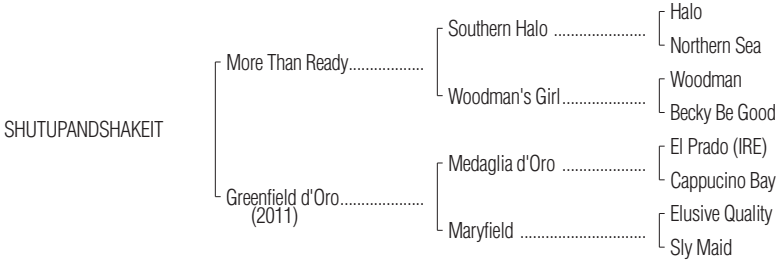 Halo
Southern Halo ......................
Northern Sea
More Than Ready..................
Woodman
Woodman's Girl....................
Becky Be Good
SHUTUPANDSHAKEIT
El Prado (IRE)
Medaglia d'Oro ....................
Cappucino Bay
Greenfield d'Oro....................
(2011)
Elusive Quality
Maryfield ..............................
Sly Maid